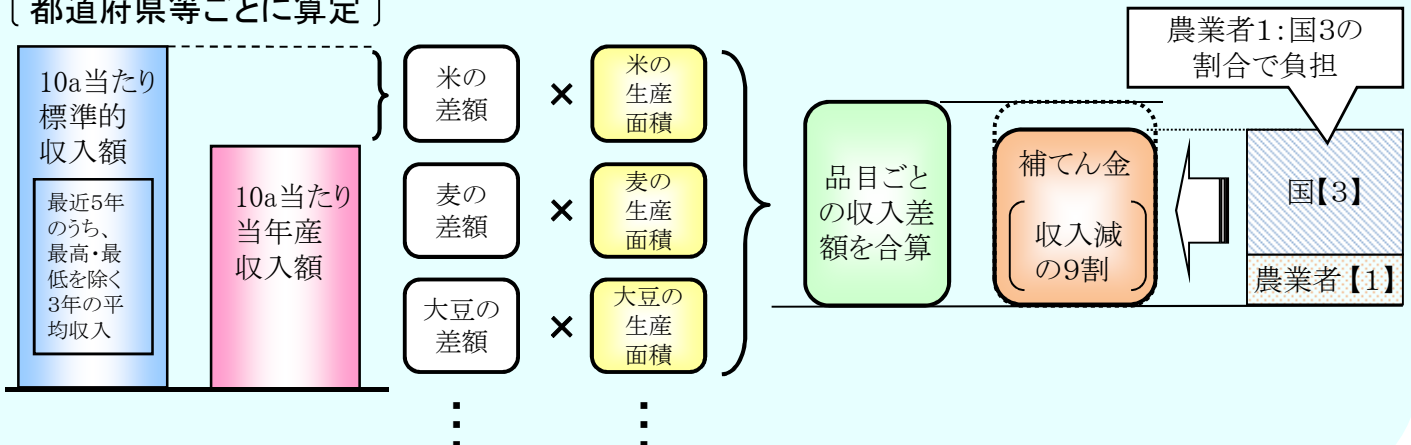 〔都道府県等ごとに算定〕
10a当たり
標準的
収入額
最近5年
のうち、
最高・最
低を除く
3年の平
均収入
10a当たり
当年産
収入額
米の
差額
×
米の
生産
面積
麦の
差額
×
麦の
生産
面積
大豆の
差額
×
大豆の
生産
面積
品目ごと
の収入差
額を合算
補てん金
収入減
の9割
農業者1:国3の
割合で負担
国【3】
農業者【1】